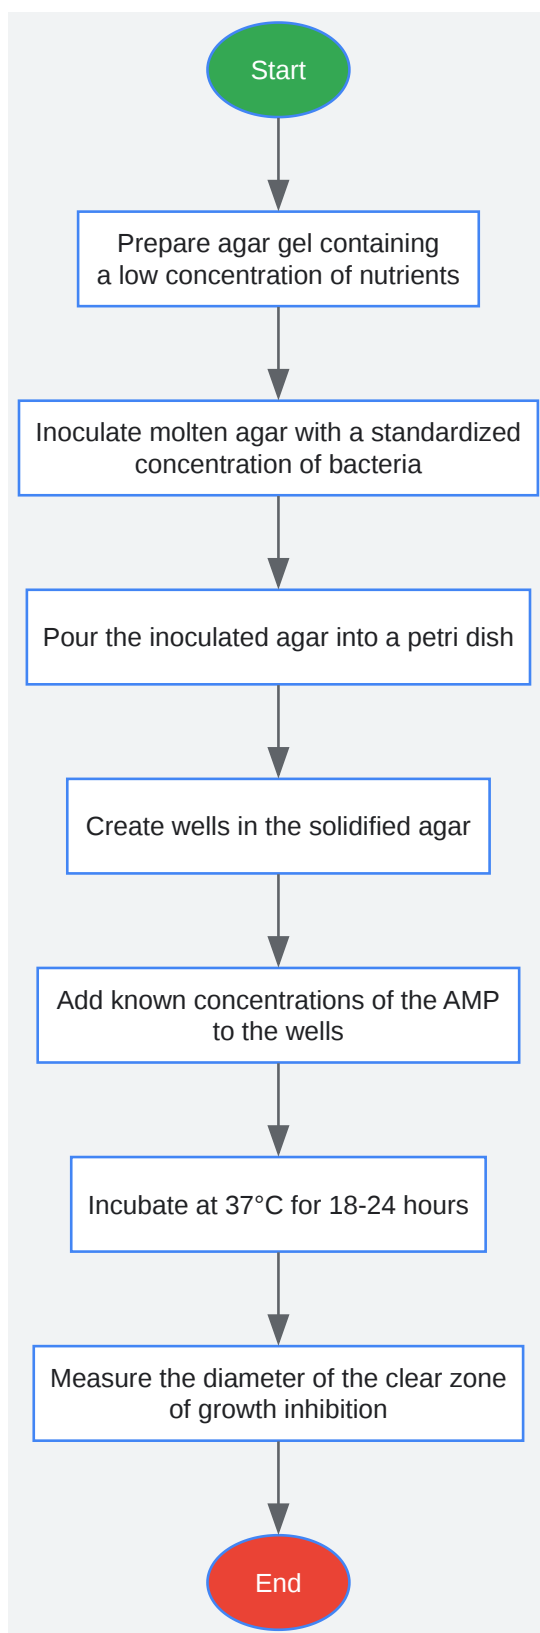 Start
Prepare agar gel containing
a low concentration of nutrients
Inoculate molten agar with a standardized
concentration of bacteria
Pour the inoculated agar into a petri dish
Create wells in the solidified agar
Add known concentrations of the AMP
to the wells
Incubate at 37°C for 18-24 hours
Measure the diameter of the clear zone
of growth inhibition
End